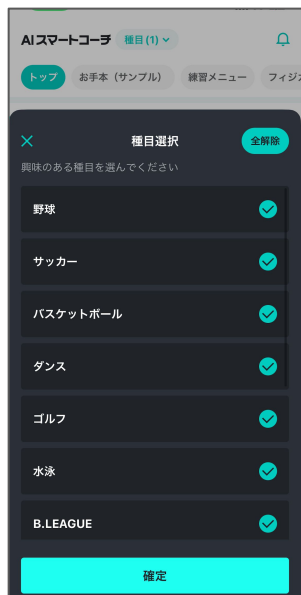 AIスマートコーチ 種目(1)
トップ お手本（サンプル） 練習メニュー フィジ
種目選択 全解除
興味のある種目を選んでください
野球
サッカー
バスケットボール
ダンス
ゴルフ
水泳
B.LEAGUE
確定